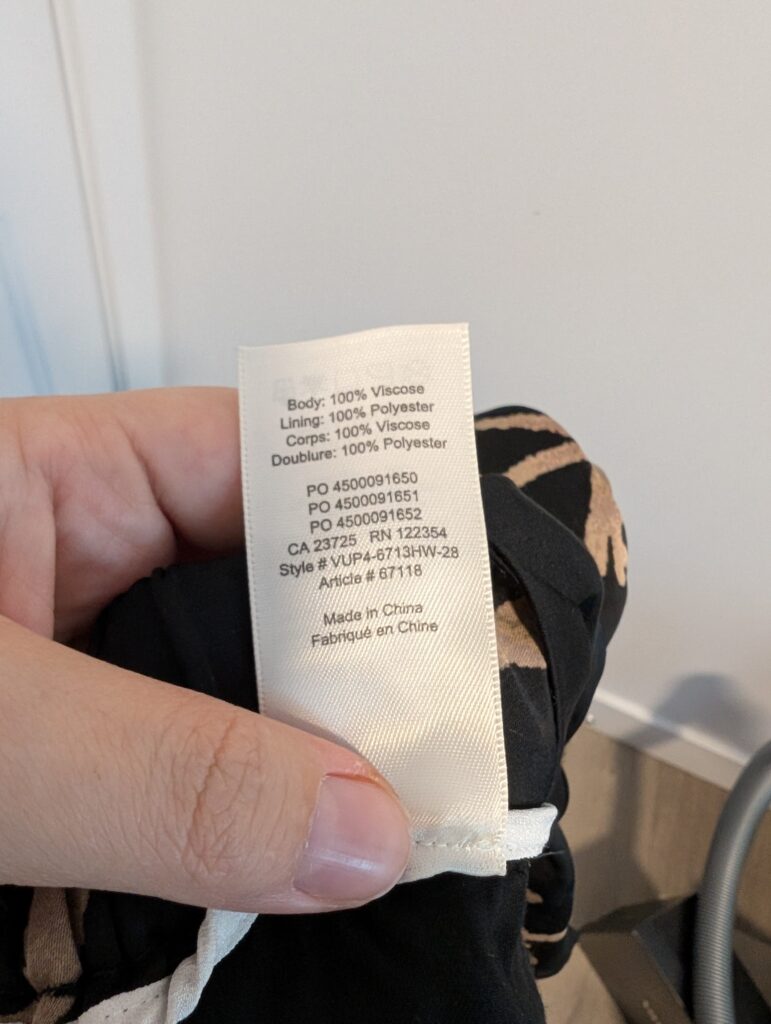 Body: 100% Viscose
Lining: 100% Polyester
Corps: 100% Viscose
Doublure: 100% Polyester
PO 4500091650
PO 4500091651
PO 4500091652
CA 23725 RN 122354
Style # VUP4-6713HW-28
Article # 67118
Made in China
Fabriqué en Chine